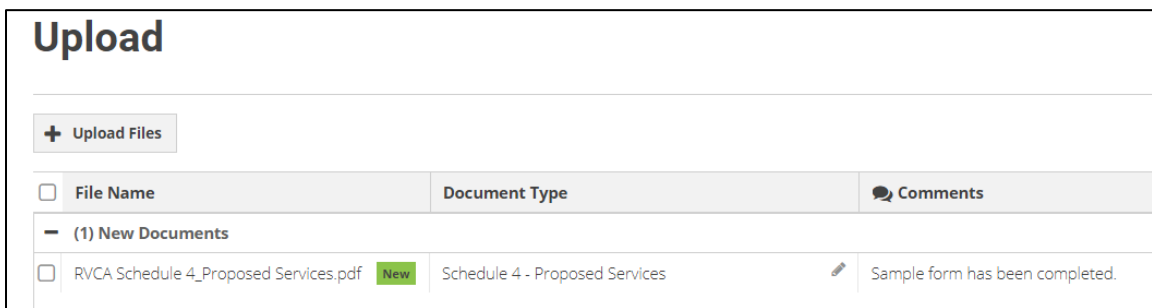 Upload
Upload Files
File Name Document Type Comments
(1) New Documents
RVCA Schedule 4_Proposed Services.pdf New Schedule 4 - Proposed Services Sample form has been completed.